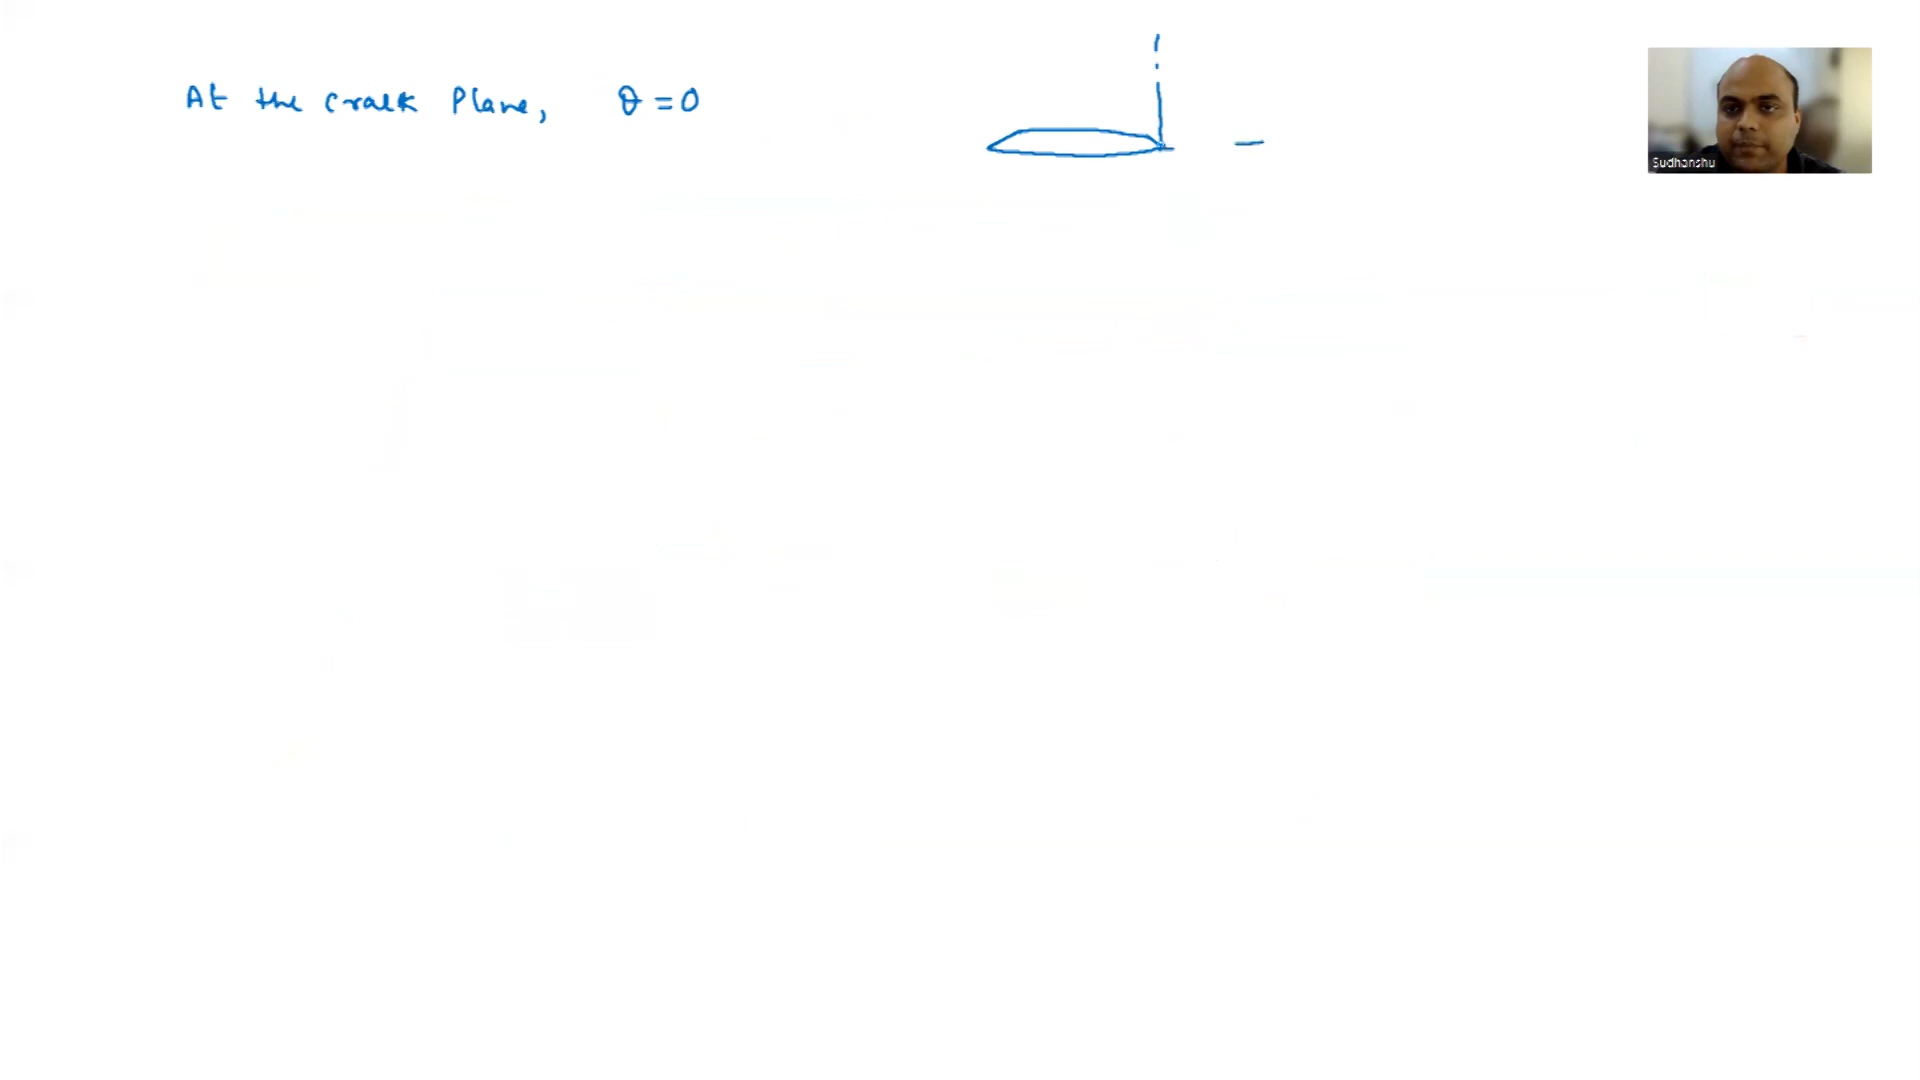 At the crack Plane, θ = 0
Sudhanshu